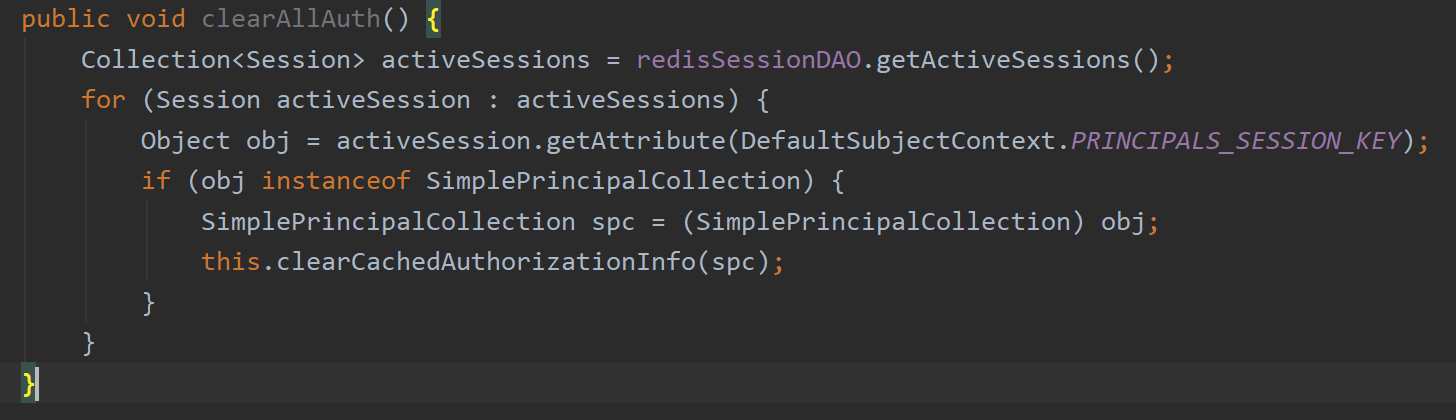 public void clearAllAuth() {
    Collection<Session> activeSessions = redisSessionDAO.getActiveSessions();
    for (Session activeSession : activeSessions) {
        Object obj = activeSession.getAttribute(DefaultSubjectContext.PRINCIPALS_SESSION_KEY);
        if (obj instanceof SimplePrincipalCollection) {
            SimplePrincipalCollection spc = (SimplePrincipalCollection) obj;
            this.clearCachedAuthorizationInfo(spc);
        }
    }
}